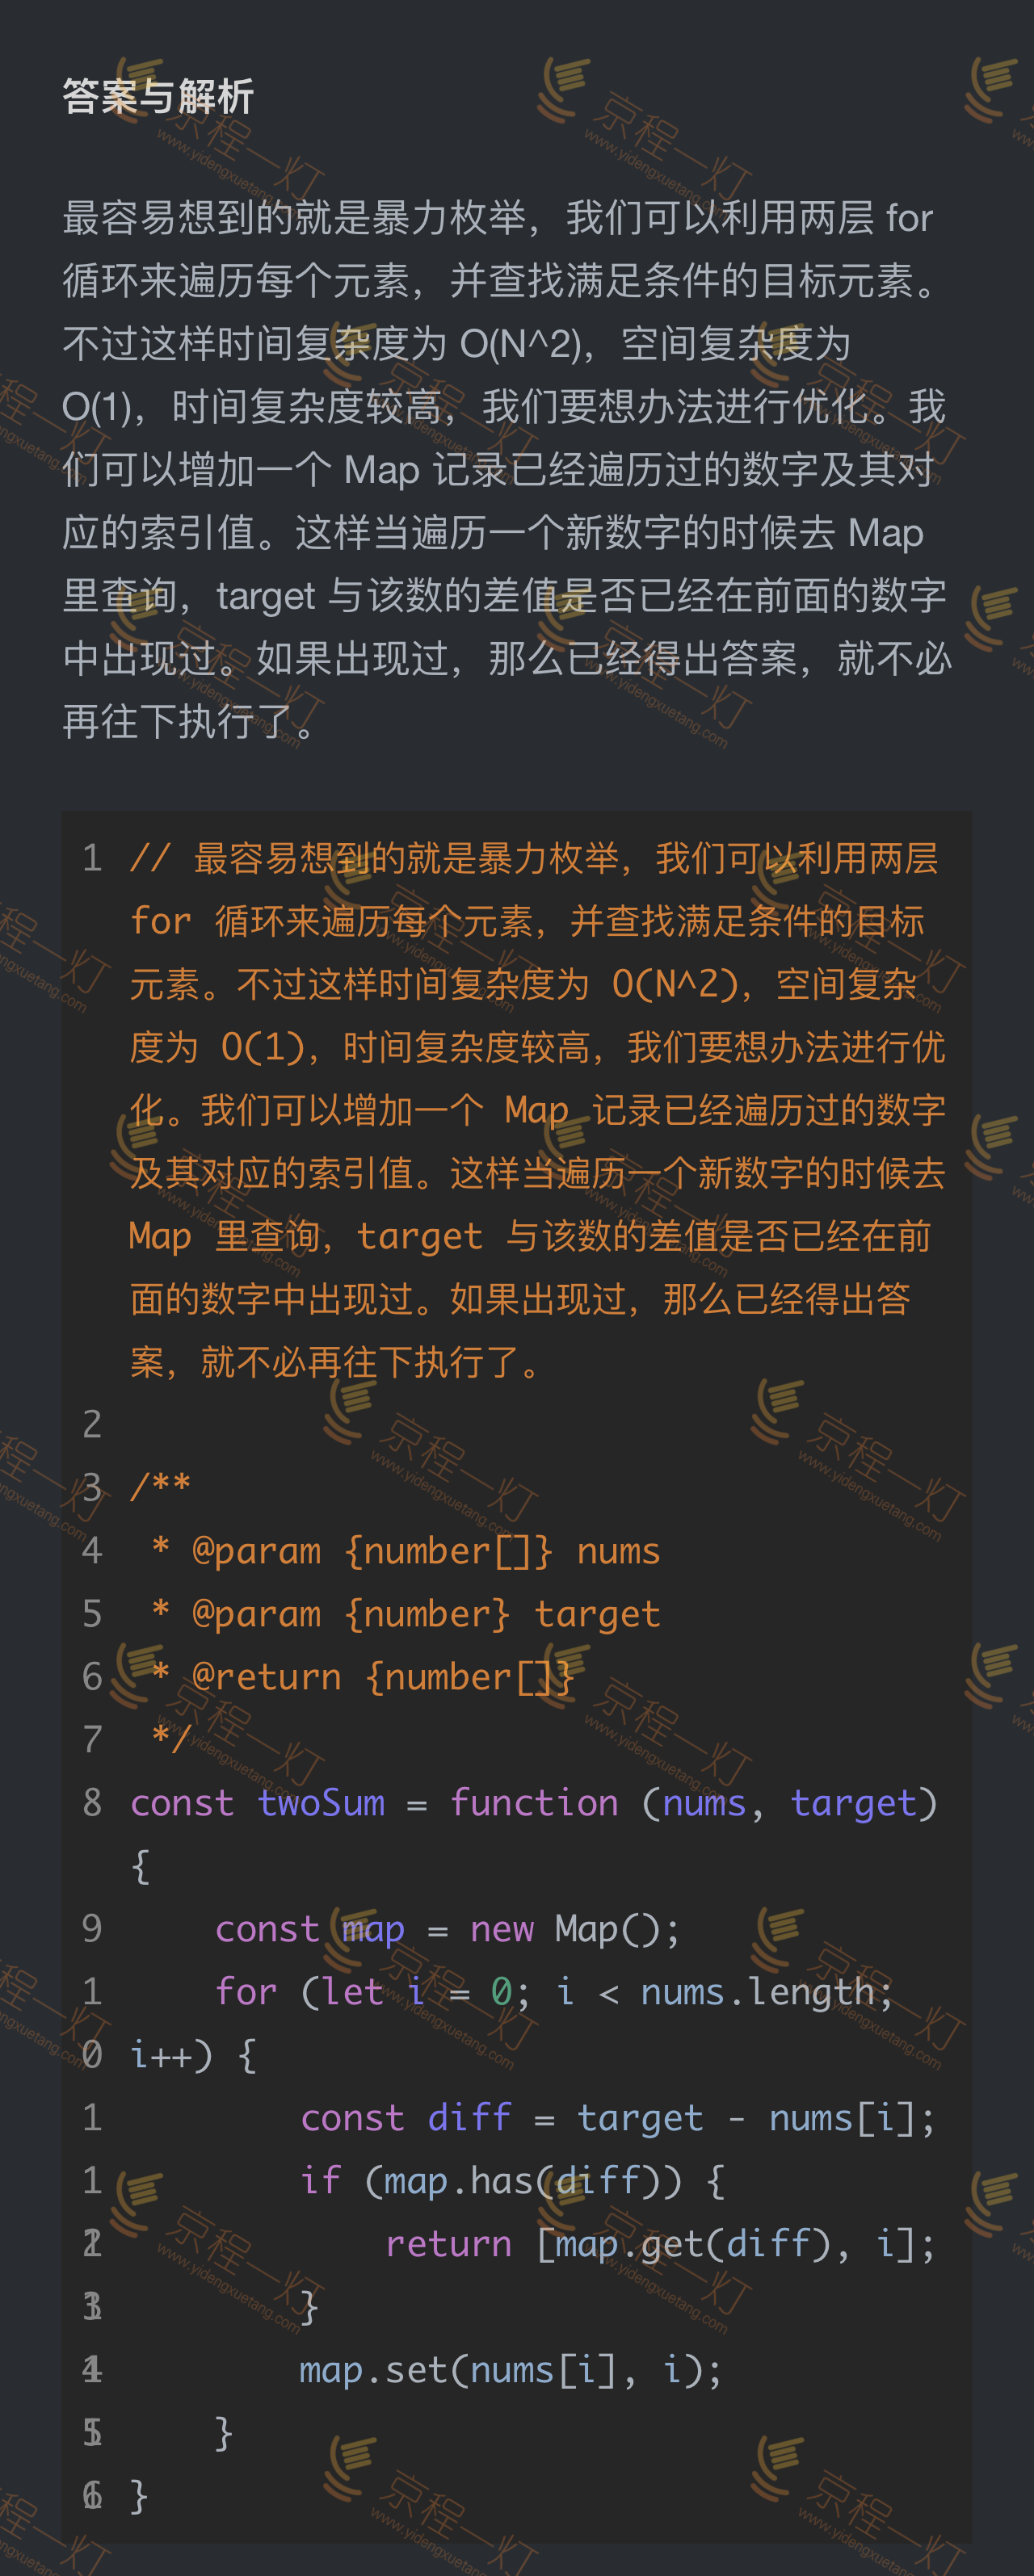 答案与解析
最容易想到的就是暴力枚举，我们可以利用两层 for
循环来遍历每个元素，并查找满足条件的目标元素。
不过这样时间复杂度为 O(N^2)，空间复杂度为
O(1)，时间复杂度较高，我们要想办法进行优化。我
们可以增加一个 Map 记录已经遍历过的数字及其对
应的索引值。这样当遍历一个新数字的时候去 Map
里查询，target 与该数的差值是否已经在前面的数字
中出现过。如果出现过，那么已经得出答案，就不必
再往下执行了。
1 // 最容易想到的就是暴力枚举，我们可以利用两层
for 循环来遍历每个元素，并查找满足条件的目标
元素。不过这样时间复杂度为 O(N^2)，空间复杂
度为 O(1)，时间复杂度较高，我们要想办法进行优
化。我们可以增加一个 Map 记录已经遍历过的数字
及其对应的索引值。这样当遍历一个新数字的时候去
Map 里查询，target 与该数的差值是否已经在前
面的数字中出现过。如果出现过，那么已经得出答
案，就不必再往下执行了。
2
3 /**
4  * @param {number[]} nums
5  * @param {number} target
6  * @return {number[]}
7  */
8 const twoSum = function (nums, target)
{
9     const map = new Map();
1     for (let i = 0; i < nums.length;
0 i++) {
1         const diff = target - nums[i];
1         if (map.has(diff)) {
2             return [map.get(diff), i];
3         }
4         map.set(nums[i], i);
5     }
6 }
京程一灯
www.yidengxuetang.com